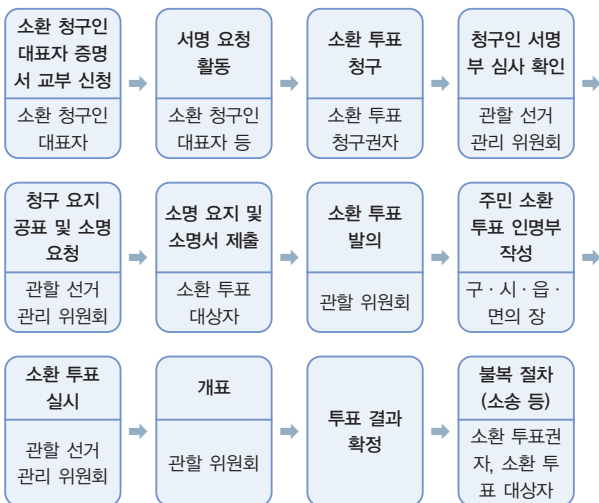 소환 청구인
대표자 증명
서 교부 신청
소환 청구인
대표자
서명 요청
활동
소환 청구인
대표자 등
소환 투표
청구
소환 투표
청구권자
청구인 서명
부 심사 확인
관할 선거
관리 위원회
청구 요지
공표 및 소명
요청
관할 선거
관리 위원회
소명 요지 및
소명서 제출
소환 투표
대상자
소환 투표
발의
관할 위원회
주민 소환
투표 인명부
작성
구 · 시 · 읍 ·
면의 장
소환 투표
실시
관할 선거
관리 위원회
개표
관할 위원회
투표 결과
확정
불복 절차
(소송 등)
소환 투표권
자, 소환 투
표 대상자